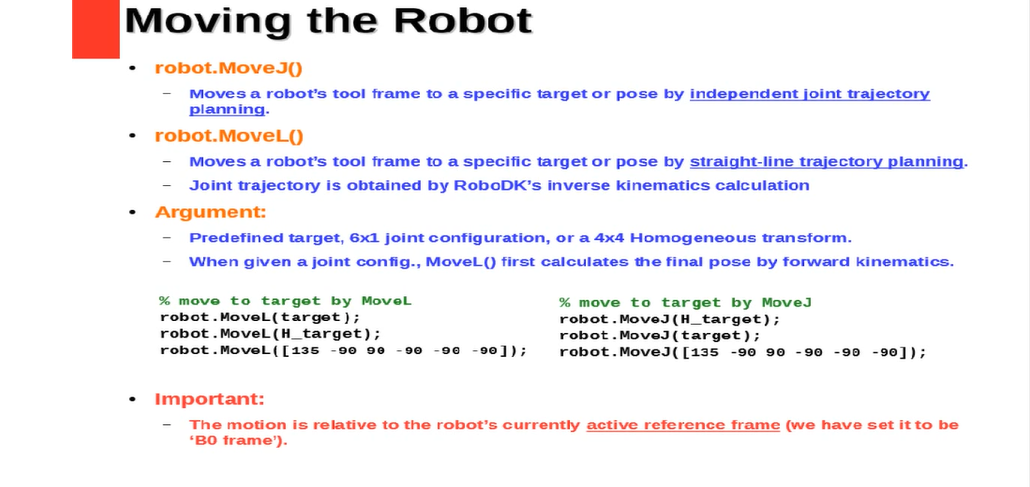 Moving the Robot
• robot.MoveJ()
– Moves a robot's tool frame to a specific target or pose by independent joint trajectory
planning.
• robot.MoveL()
– Moves a robot's tool frame to a specific target or pose by straight-line trajectory planning.
– Joint trajectory is obtained by RoboDK's inverse kinematics calculation
• Argument:
– Predefined target, 6x1 joint configuration, or a 4x4 Homogeneous transform.
– When given a joint config., MoveL() first calculates the final pose by forward kinematics.
% move to target by MoveL
robot.MoveL(target);
robot.MoveL(H_target);
robot.MoveL([135 -90 90 -90 -90 -90]);
% move to target by MoveJ
robot.MoveJ(H_target);
robot.MoveJ(target);
robot.MoveJ([135 -90 90 -90 -90 -90]);
• Important:
– The motion is relative to the robot's currently active reference frame (we have set it to be
‘B0 frame’).